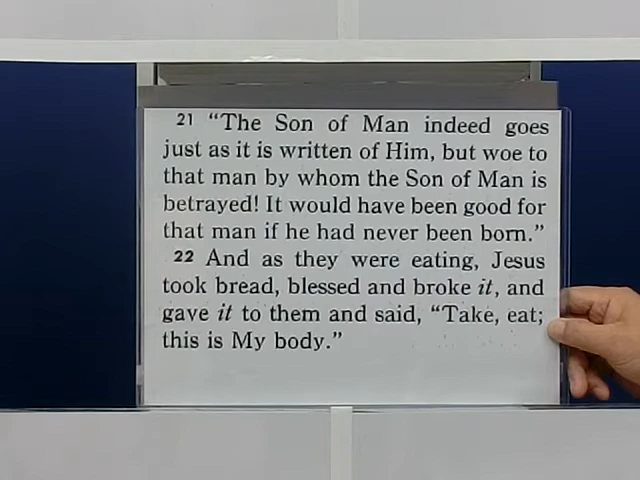 21 “The Son of Man indeed goes
just as it is written of Him, but woe to
that man by whom the Son of Man is
betrayed! It would have been good for
that man if he had never been born.”
22 And as they were eating, Jesus
took bread, blessed and broke it, and
gave it to them and said, “Take, eat;
this is My body.”